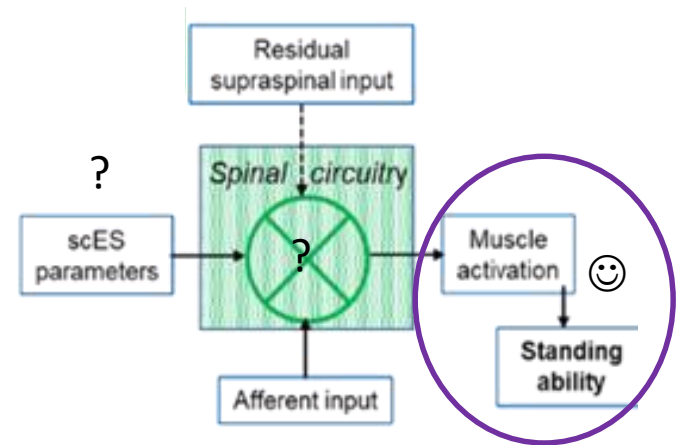 Residual
supraspinal input
?
Spinal circuitry
scES
parameters
?
Muscle
activation
Standing
ability
Afferent input